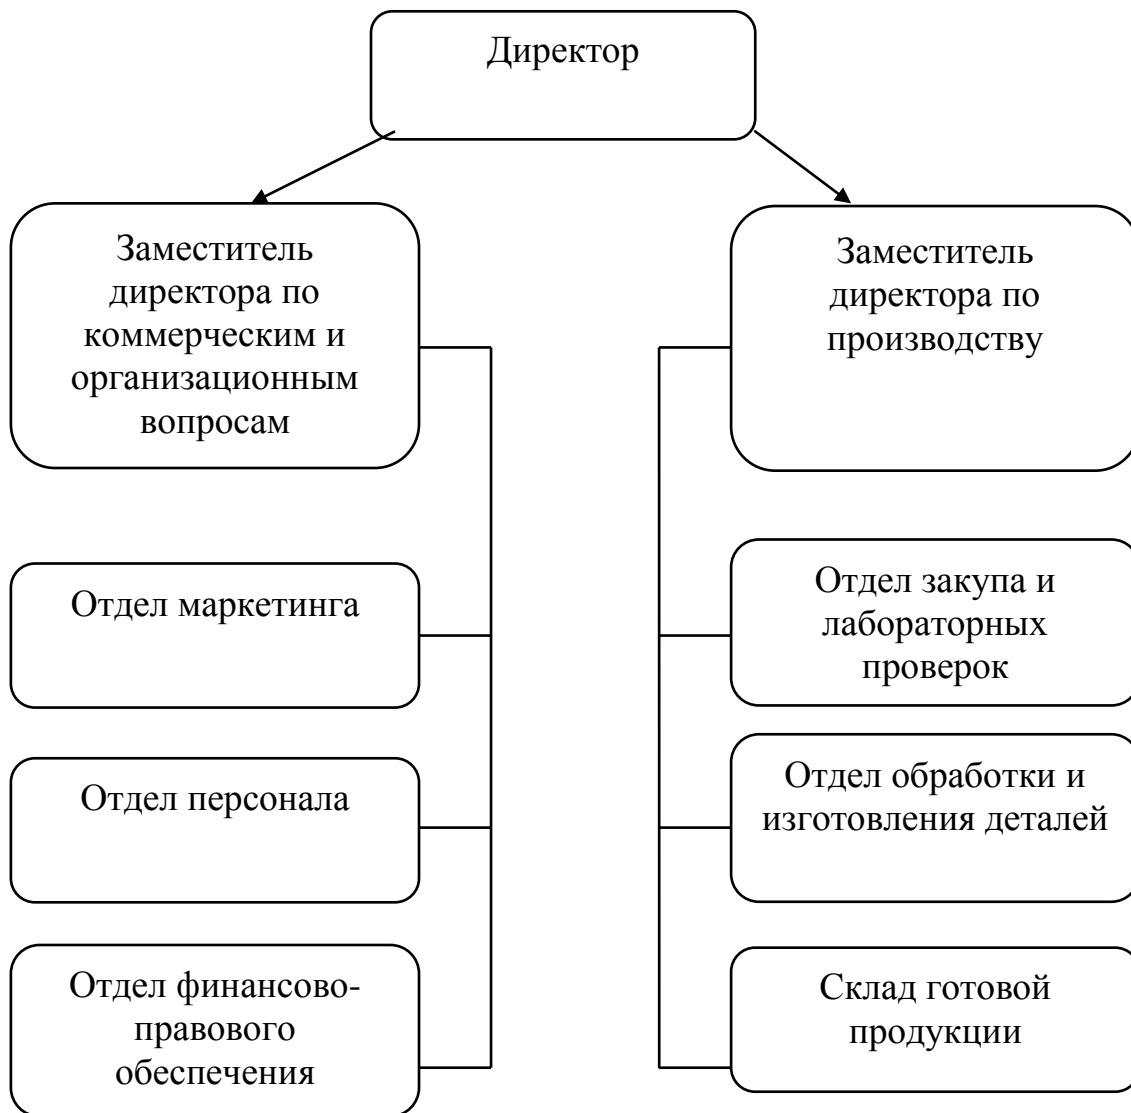 Директор
Заместитель
директора по
коммерческим и
организационным
вопросам
Заместитель
директора по
производству
Отдел маркетинга
Отдел закупа и
лабораторных
проверок
Отдел персонала
Отдел обработки и
изготовления деталей
Отдел финансово-
правового
обеспечения
Склад готовой
продукции